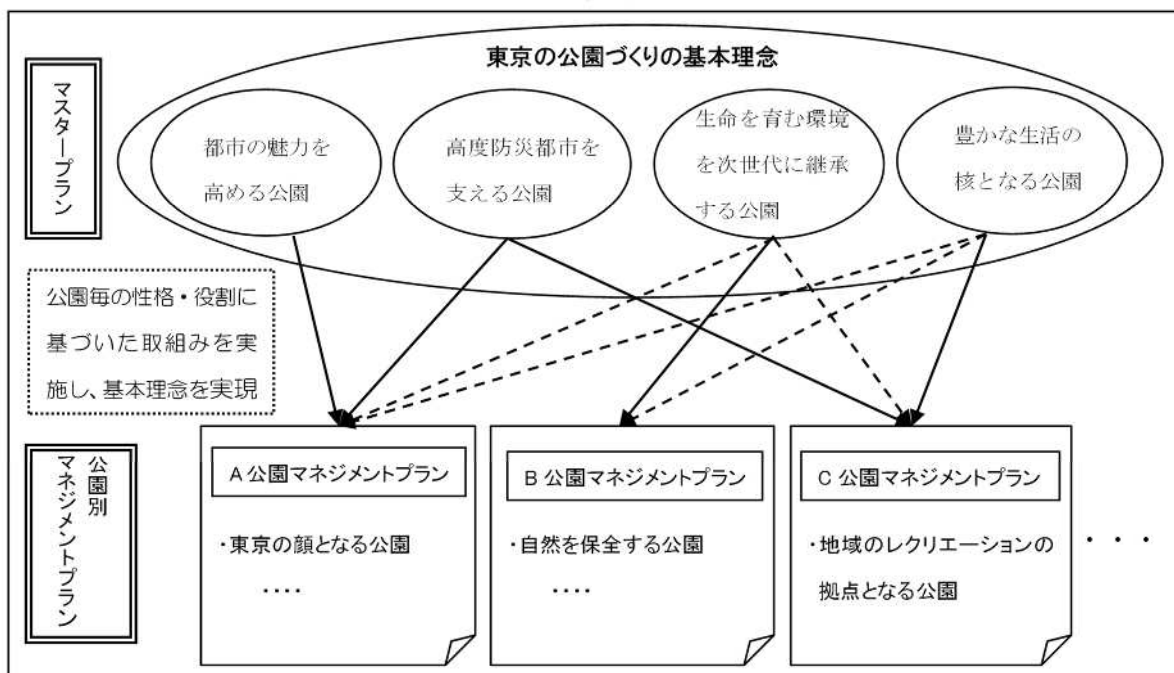 東京の公園づくりの基本理念
マスタープラン
都市の魅力を
高める公園
高度防災都市を
支える公園
生命を育む環境
を次世代に継承
する公園
豊かな生活の
核となる公園
公園毎の性格・役割に
基づいた取組みを実
施し、基本理念を実現
公園別
マネジメントプラン
A 公園マネジメントプラン
・東京の顔となる公園
‥‥
B 公園マネジメントプラン
・自然を保全する公園
‥‥
C 公園マネジメントプラン
・地域のレクリエーションの
拠点となる公園
・・・